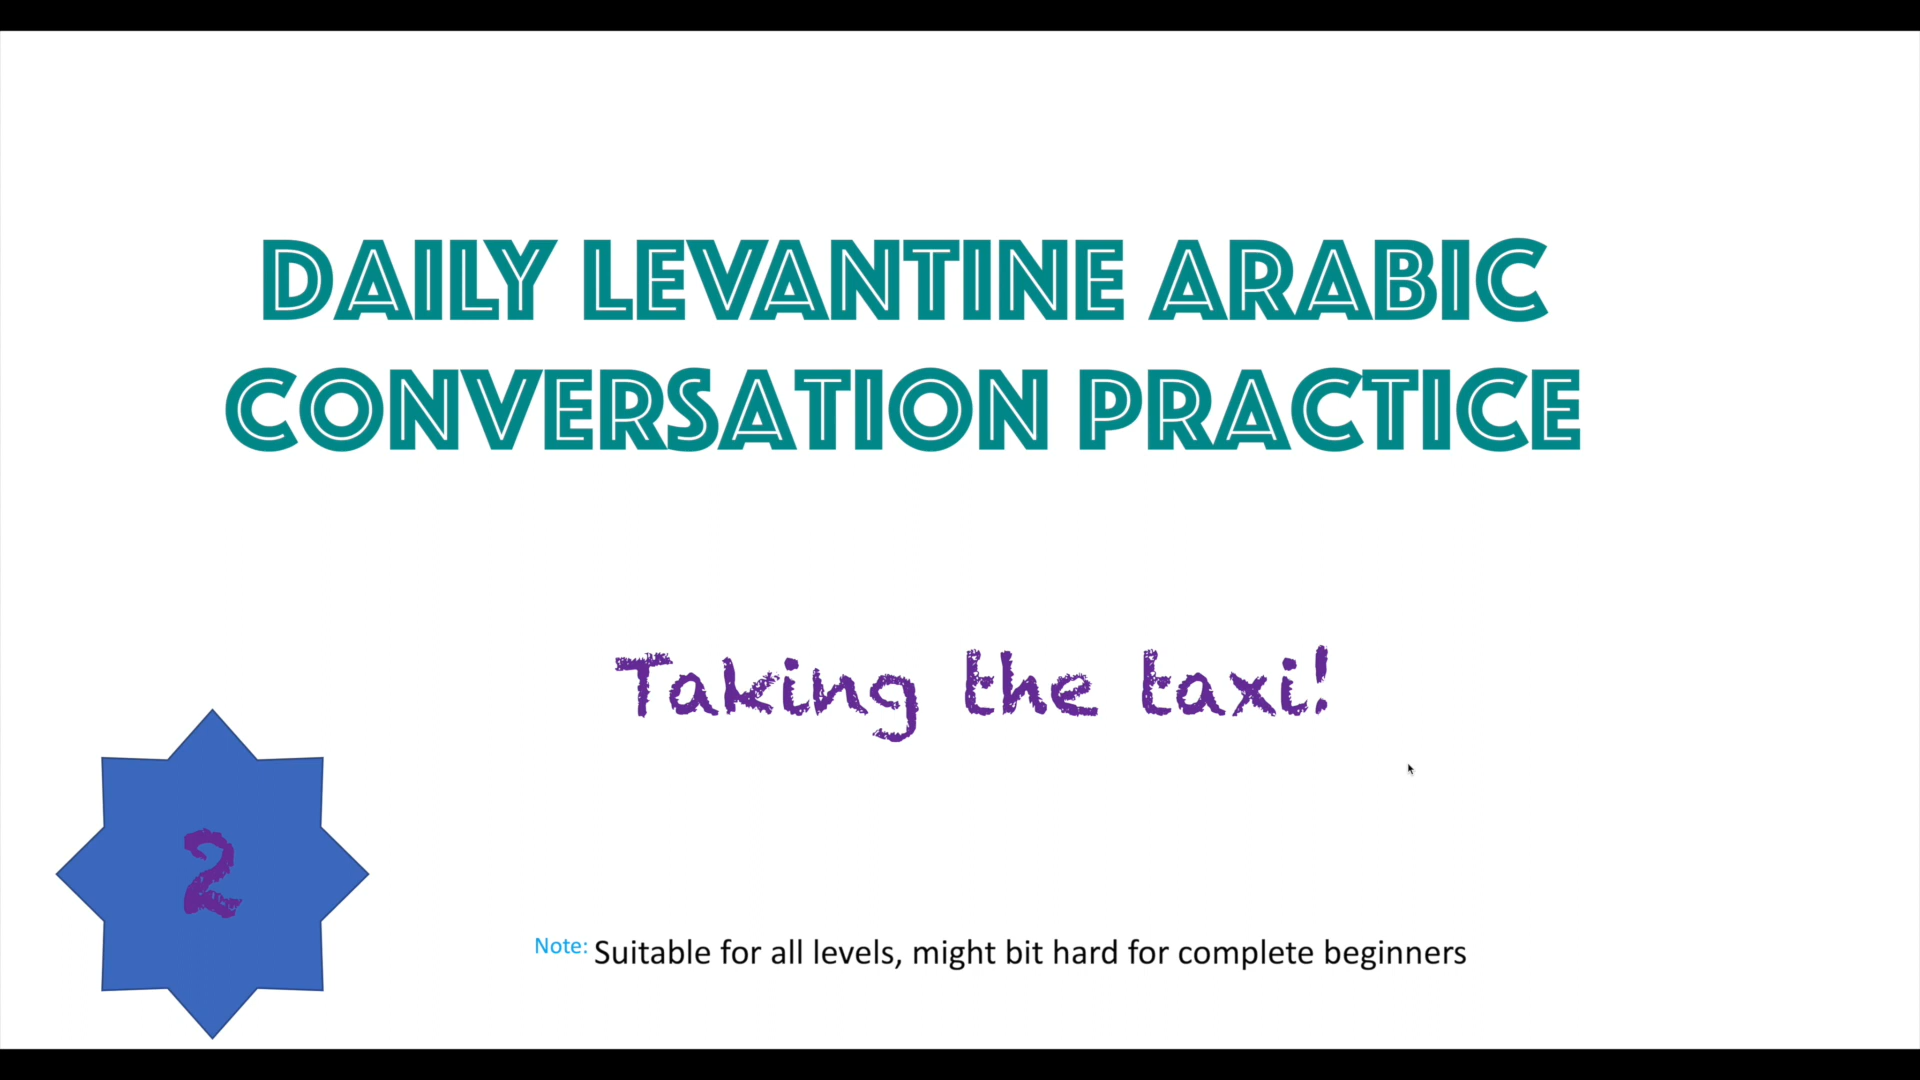 DAILY LEVANTINE ARABIC
CONVERSATION PRACTICE
Taking the taxi!
2
Note: Suitable for all levels, might bit hard for complete beginners